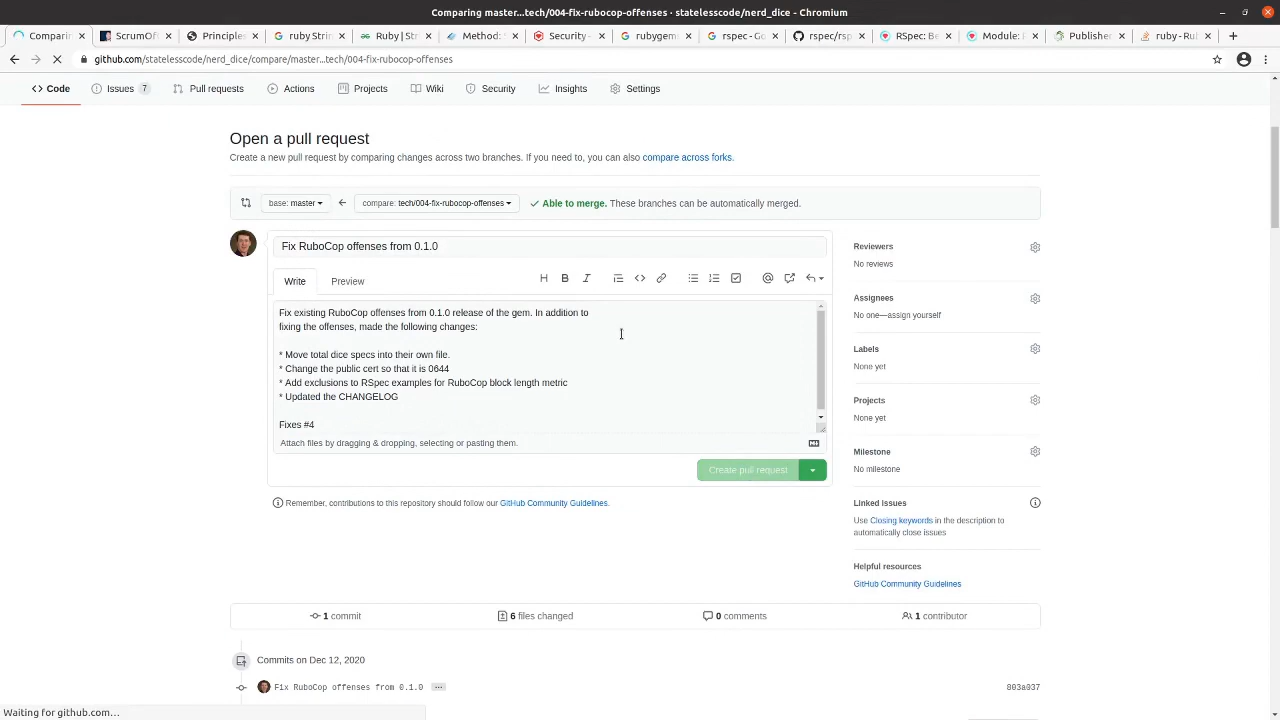 Comparing master...tech/004-fix-rubocop-offenses · statelesscode/nerd_dice - Chromium
Comparin
ScrumOff
Principles
ruby String
Ruby | Str
Method: S
Security-
rubygems
rspec - Go
rspec/rsp
RSpec: Be
Module: R
Publisher
ruby - Rub
github.com/statelesscode/nerd_dice/compare/master...tech/004-fix-rubocop-offenses
Code
Issues 7
Pull requests
Actions
Projects
Wiki
Security
Insights
Settings
Open a pull request
Create a new pull request by comparing changes across two branches. If you need to, you can also compare across forks.
base: master
compare: tech/004-fix-rubocop-offenses
Able to merge. These branches can be automatically merged.
Fix RuboCop offenses from 0.1.0
Write
Preview
Fix existing RuboCop offenses from 0.1.0 release of the gem. In addition to
fixing the offenses, made the following changes:
* Move total dice specs into their own file.
* Change the public cert so that it is 0644
* Add exclusions to RSpec examples for RuboCop block length metric
* Updated the CHANGELOG
Fixes #4
Attach files by dragging & dropping, selecting or pasting them.
Create pull request
Remember, contributions to this repository should follow our GitHub Community Guidelines.
Reviewers
No reviews
Assignees
No one—assign yourself
Labels
None yet
Projects
None yet
Milestone
No milestone
Linked issues
Use Closing keywords in the description to
automatically close issues
Helpful resources
GitHub Community Guidelines
1 commit
6 files changed
0 comments
1 contributor
Commits on Dec 12, 2020
Fix RuboCop offenses from 0.1.0
803a037
Waiting for github.com...